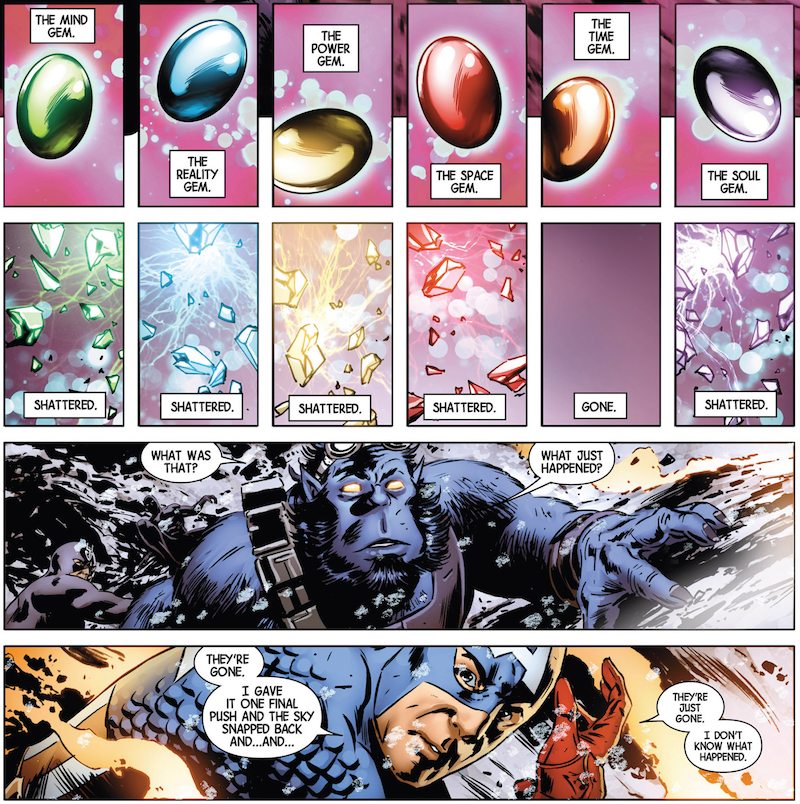 THE MIND
GEM.
THE
REALITY
GEM.
THE
POWER
GEM.
THE SPACE
GEM.
THE
TIME
GEM.
THE SOUL
GEM.
SHATTERED.
SHATTERED.
SHATTERED.
SHATTERED.
GONE.
SHATTERED.
WHAT WAS
THAT?
WHAT JUST
HAPPENED?
THEY'RE
GONE.
I GAVE
IT ONE FINAL
PUSH AND THE SKY
SNAPPED BACK
AND...AND...
THEY'RE
JUST
GONE.
I DON'T
KNOW WHAT
HAPPENED.